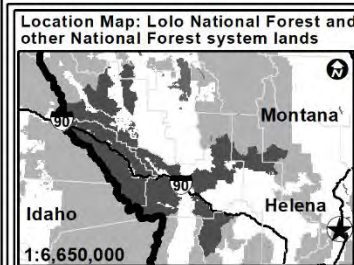 Location Map: Lolo National Forest and
other National Forest system lands
N
Montana
90
90
Idaho
Helena
1:6,650,000